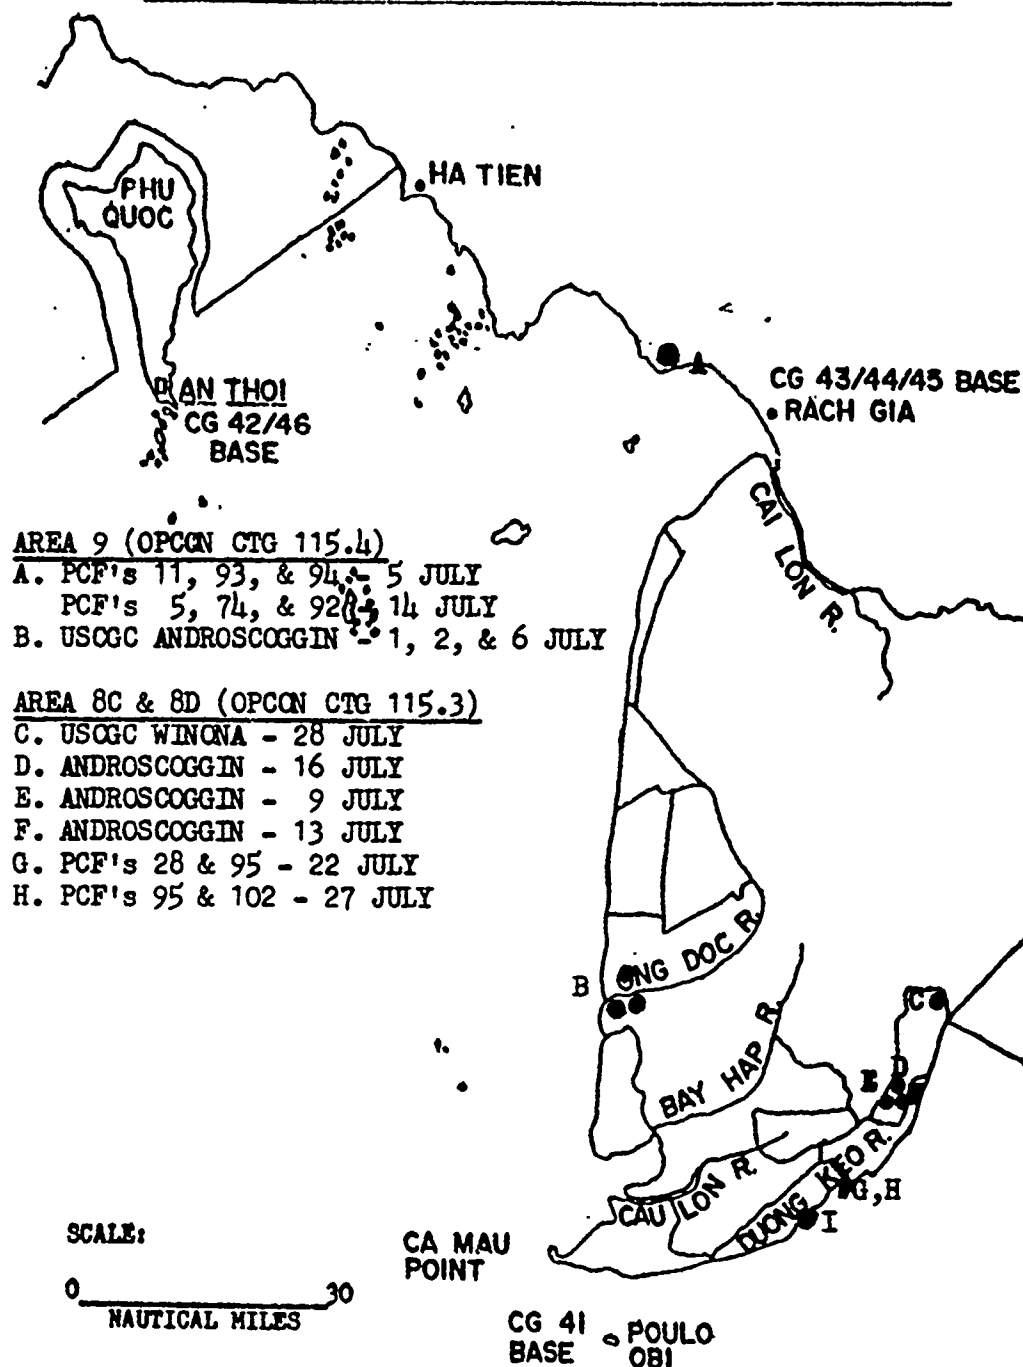 HA TIEN
PHU
QUOC
AN THOI
CG 42/46
BASE
A
CG 43/44/45 BASE
RACH GIA
CAI LON R.
AREA 9 (OPCON CTG 115.4)
A. PCF's 11, 93, & 94 - 5 JULY
PCF's 5, 74, & 92 - 14 JULY
B. USCGC ANDROSCOGGIN - 1, 2, & 6 JULY
AREA 8C & 8D (OPCON CTG 115.3)
C. USCGC WINONA - 28 JULY
D. ANDROSCOGGIN - 16 JULY
E. ANDROSCOGGIN - 9 JULY
F. ANDROSCOGGIN - 13 JULY
G. PCF's 28 & 95 - 22 JULY
H. PCF's 95 & 102 - 27 JULY
B
ONG DOC R.
C
BAY HAP R.
E
D
CAU LON R.
DUONG KEO R.
G,H
I
SCALE:
0 30
NAUTICAL MILES
CA MAU
POINT
CG 41
BASE
POULO
OBI